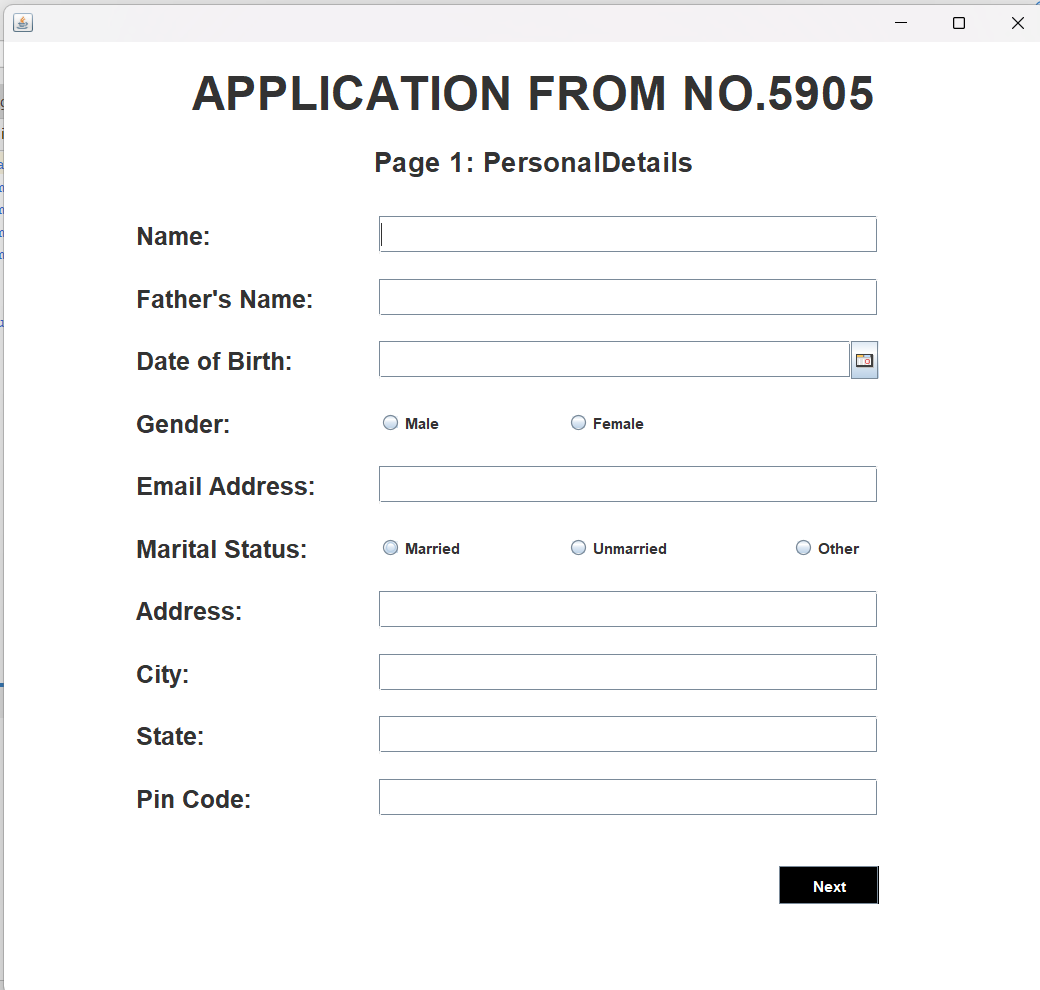 APPLICATION FROM NO.5905
Page 1: PersonalDetails
Name:
Father's Name:
Date of Birth:
Gender: Male Female
Email Address:
Marital Status: Married Unmarried Other
Address:
City:
State:
Pin Code:
Next